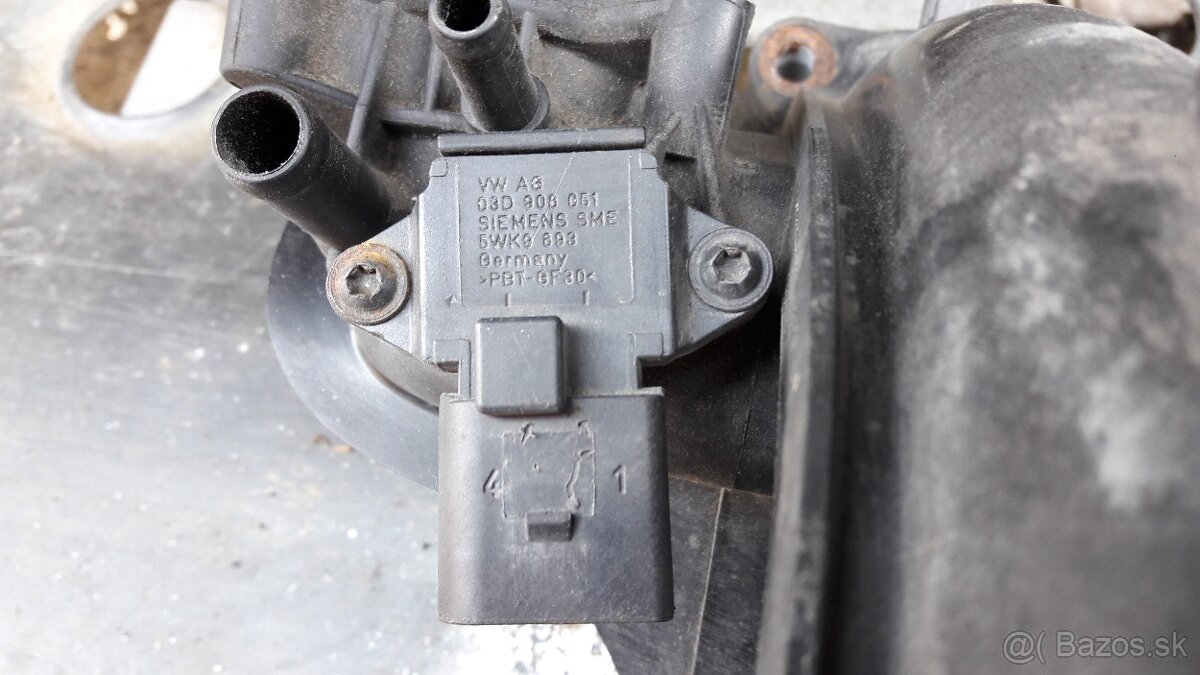 VW AG
03D 906 051
SIEMENS SME
5WK9 693
Germany
>PBT-GF30<
4 1
@( Bazos.sk